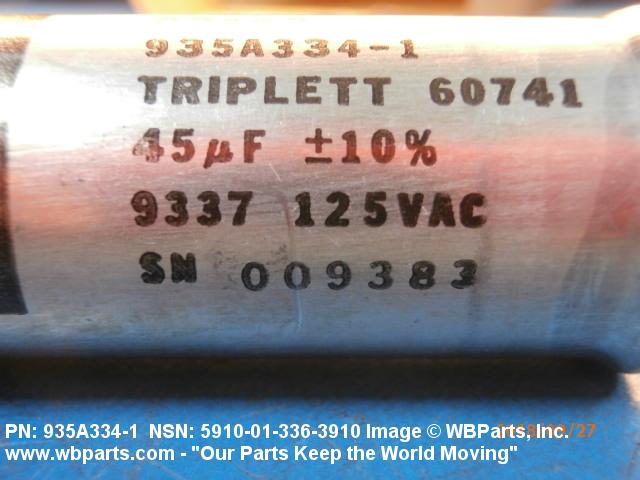 935A334-1
TRIPLETT 60741
45µF ±10%
9337 125VAC
SN 009383
PN: 935A334-1 NSN: 5910-01-336-3910 Image © WBParts, Inc.
www.wbparts.com - "Our Parts Keep the World Moving"